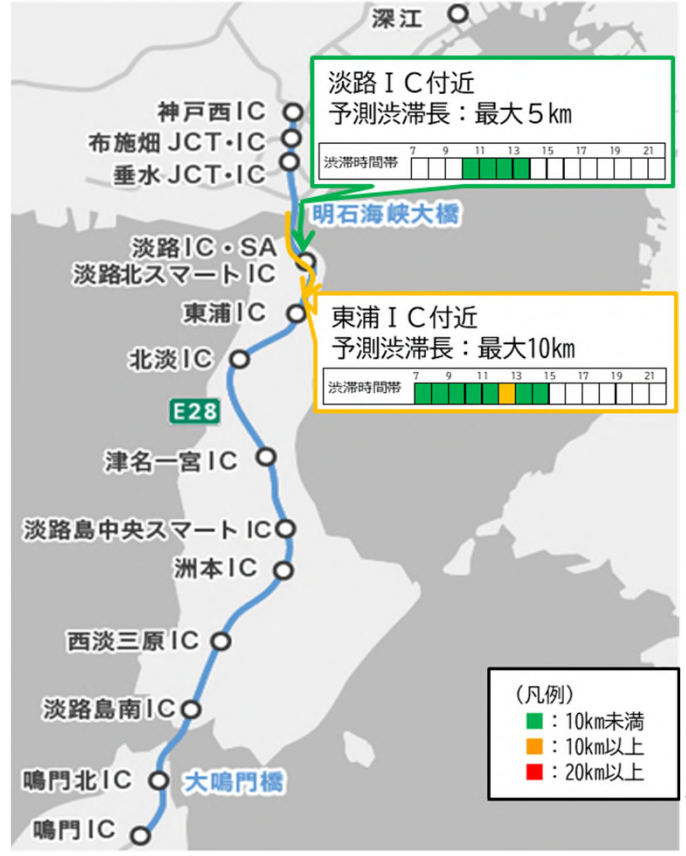 深江
淡路ＩＣ付近
予測渋滞長：最大５㎞
渋滞時間帯
7 9 11 13 15 17 19 21
神戸西IC
布施畑JCT・IC
垂水JCT・IC
明石海峡大橋
淡路IC・SA
淡路北スマートIC
東浦IC
東浦ＩＣ付近
予測渋滞長：最大10㎞
渋滞時間帯
7 9 11 13 15 17 19 21
北淡IC
E28
津名一宮IC
淡路島中央スマートIC
洲本IC
西淡三原IC
淡路島南IC
鳴門北IC
大鳴門橋
鳴門IC
（凡例）
：10km未満
：10km以上
：20km以上